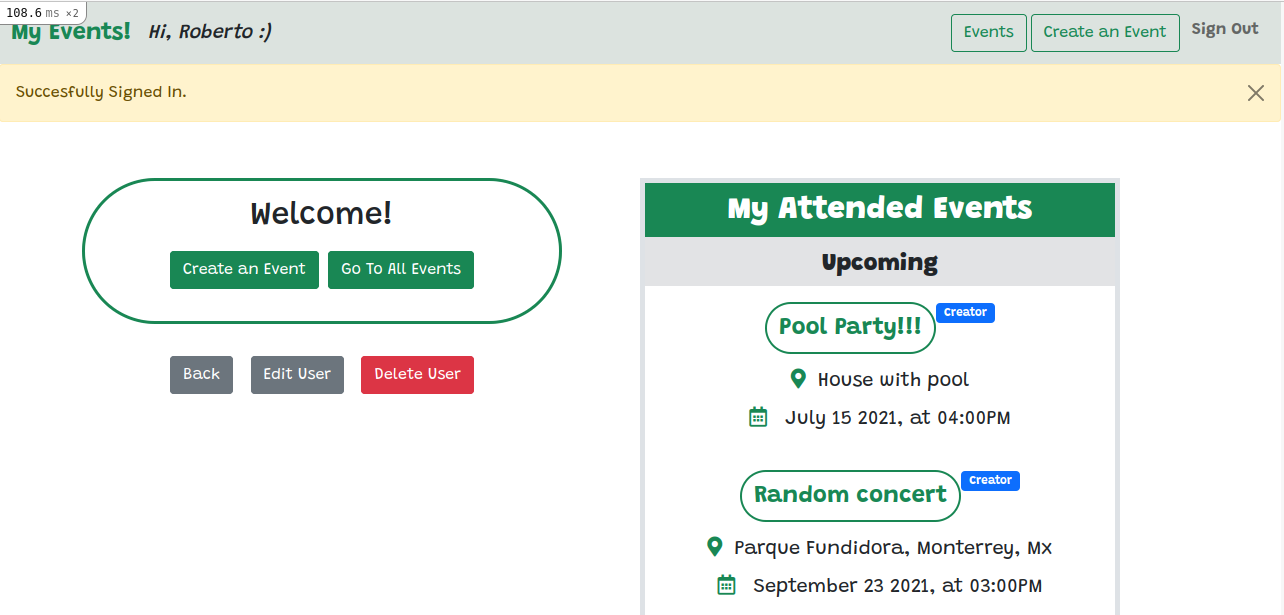 108.6 ms ×2
My Events! Hi, Roberto :) Events Create an Event Sign Out
Succesfully Signed In.
Welcome!
Create an Event Go To All Events
Back Edit User Delete User
My Attended Events
Upcoming
Pool Party!!! Creator
House with pool
July 15 2021, at 04:00PM
Random concert Creator
Parque Fundidora, Monterrey, Mx
September 23 2021, at 03:00PM